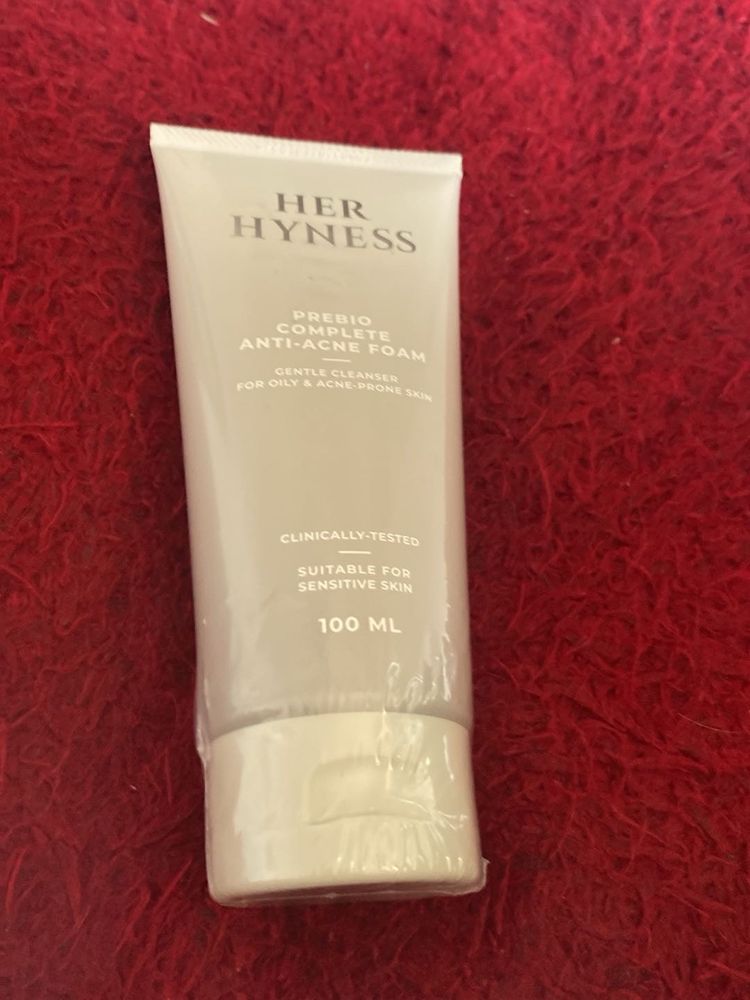 HER
HYNESS
PREBIO
COMPLETE
ANTI-ACNE FOAM
GENTLE CLEANSER
FOR OILY & ACNE-PRONE SKIN
CLINICALLY-TESTED
SUITABLE FOR
SENSITIVE SKIN
100 ML